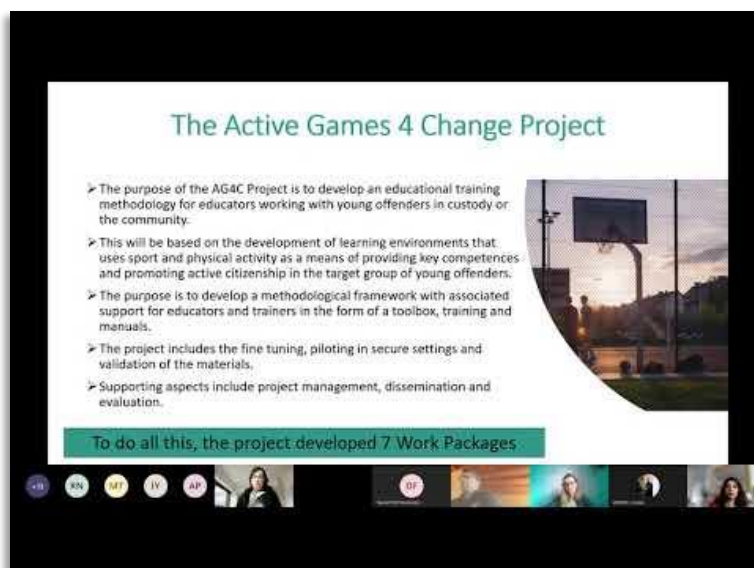 The Active Games 4 Change Project
➤ The purpose of the AG4C Project is to develop an educational training
methodology for educators working with young offenders in custody or
the community.
➤ This will be based on the development of learning environments that
uses sport and physical activity as a means of providing key competences
and promoting active citizenship in the target group of young offenders.
➤ The purpose is to develop a methodological framework with associated
support for educators and trainers in the form of a toolbox, training and
manuals.
➤ The project includes the fine tuning, piloting in secure settings and
validation of the materials.
➤ Supporting aspects include project management, dissemination and
evaluation.
To do all this, the project developed 7 Work Packages
KN MT IY AP DF